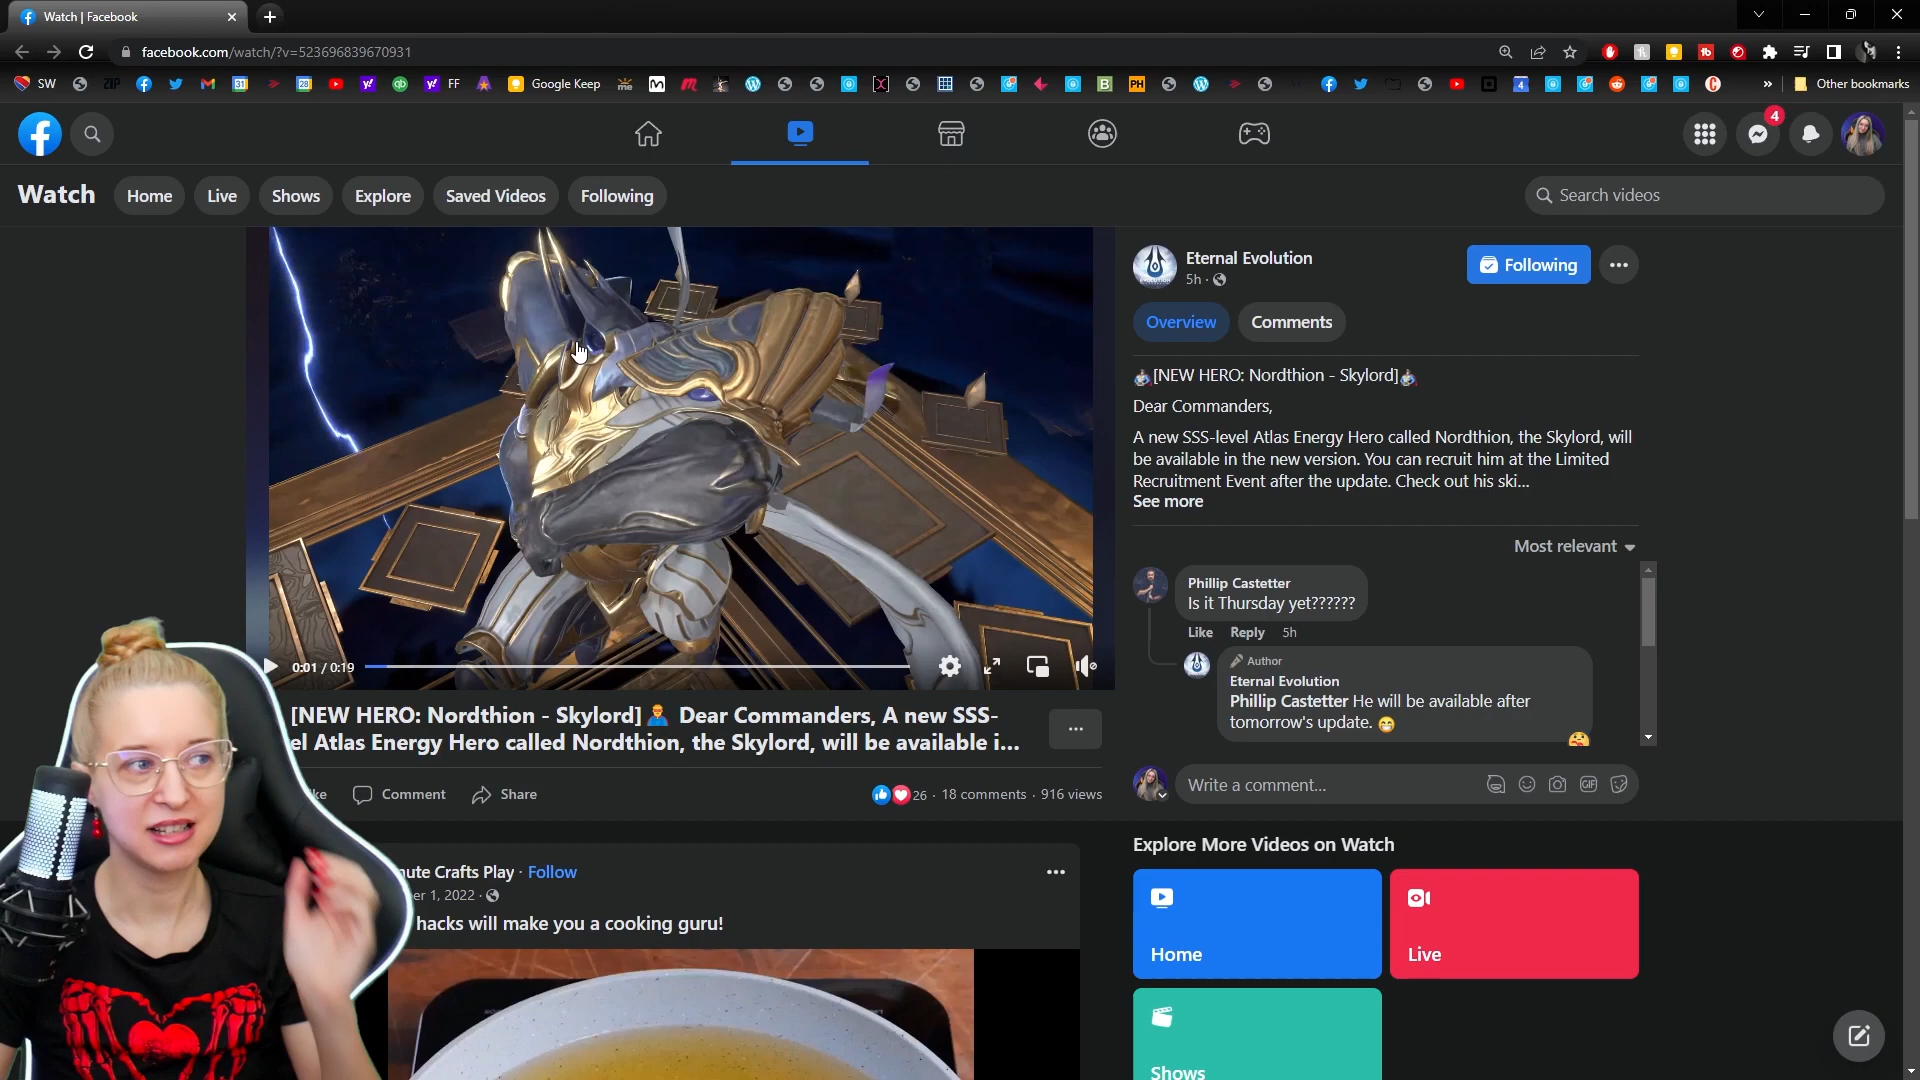 Watch | Facebook
facebook.com/watch/?v=523696839670931
SW
ZIP
FF
Google Keep
Other bookmarks
4
Watch
Home
Live
Shows
Explore
Saved Videos
Following
Search videos
Eternal Evolution
5h ·
Following
Overview
Comments
[NEW HERO: Nordthion - Skylord]
Dear Commanders,
A new SSS-level Atlas Energy Hero called Nordthion, the Skylord, will
be available in the new version. You can recruit him at the Limited
Recruitment Event after the update. Check out his ski...
See more
Most relevant
Phillip Castetter
Is it Thursday yet??????
Like Reply 5h
Author
Eternal Evolution
Phillip Castetter He will be available after
tomorrow's update. 😁
Write a comment...
GIF
0:01 / 0:19
[NEW HERO: Nordthion - Skylord] Dear Commanders, A new SSS-
el Atlas Energy Hero called Nordthion, the Skylord, will be available i...
ke
Comment
Share
26 · 18 comments · 916 views
nute Crafts Play · Follow
er 1, 2022 ·
hacks will make you a cooking guru!
Explore More Videos on Watch
Home
Live
Shows